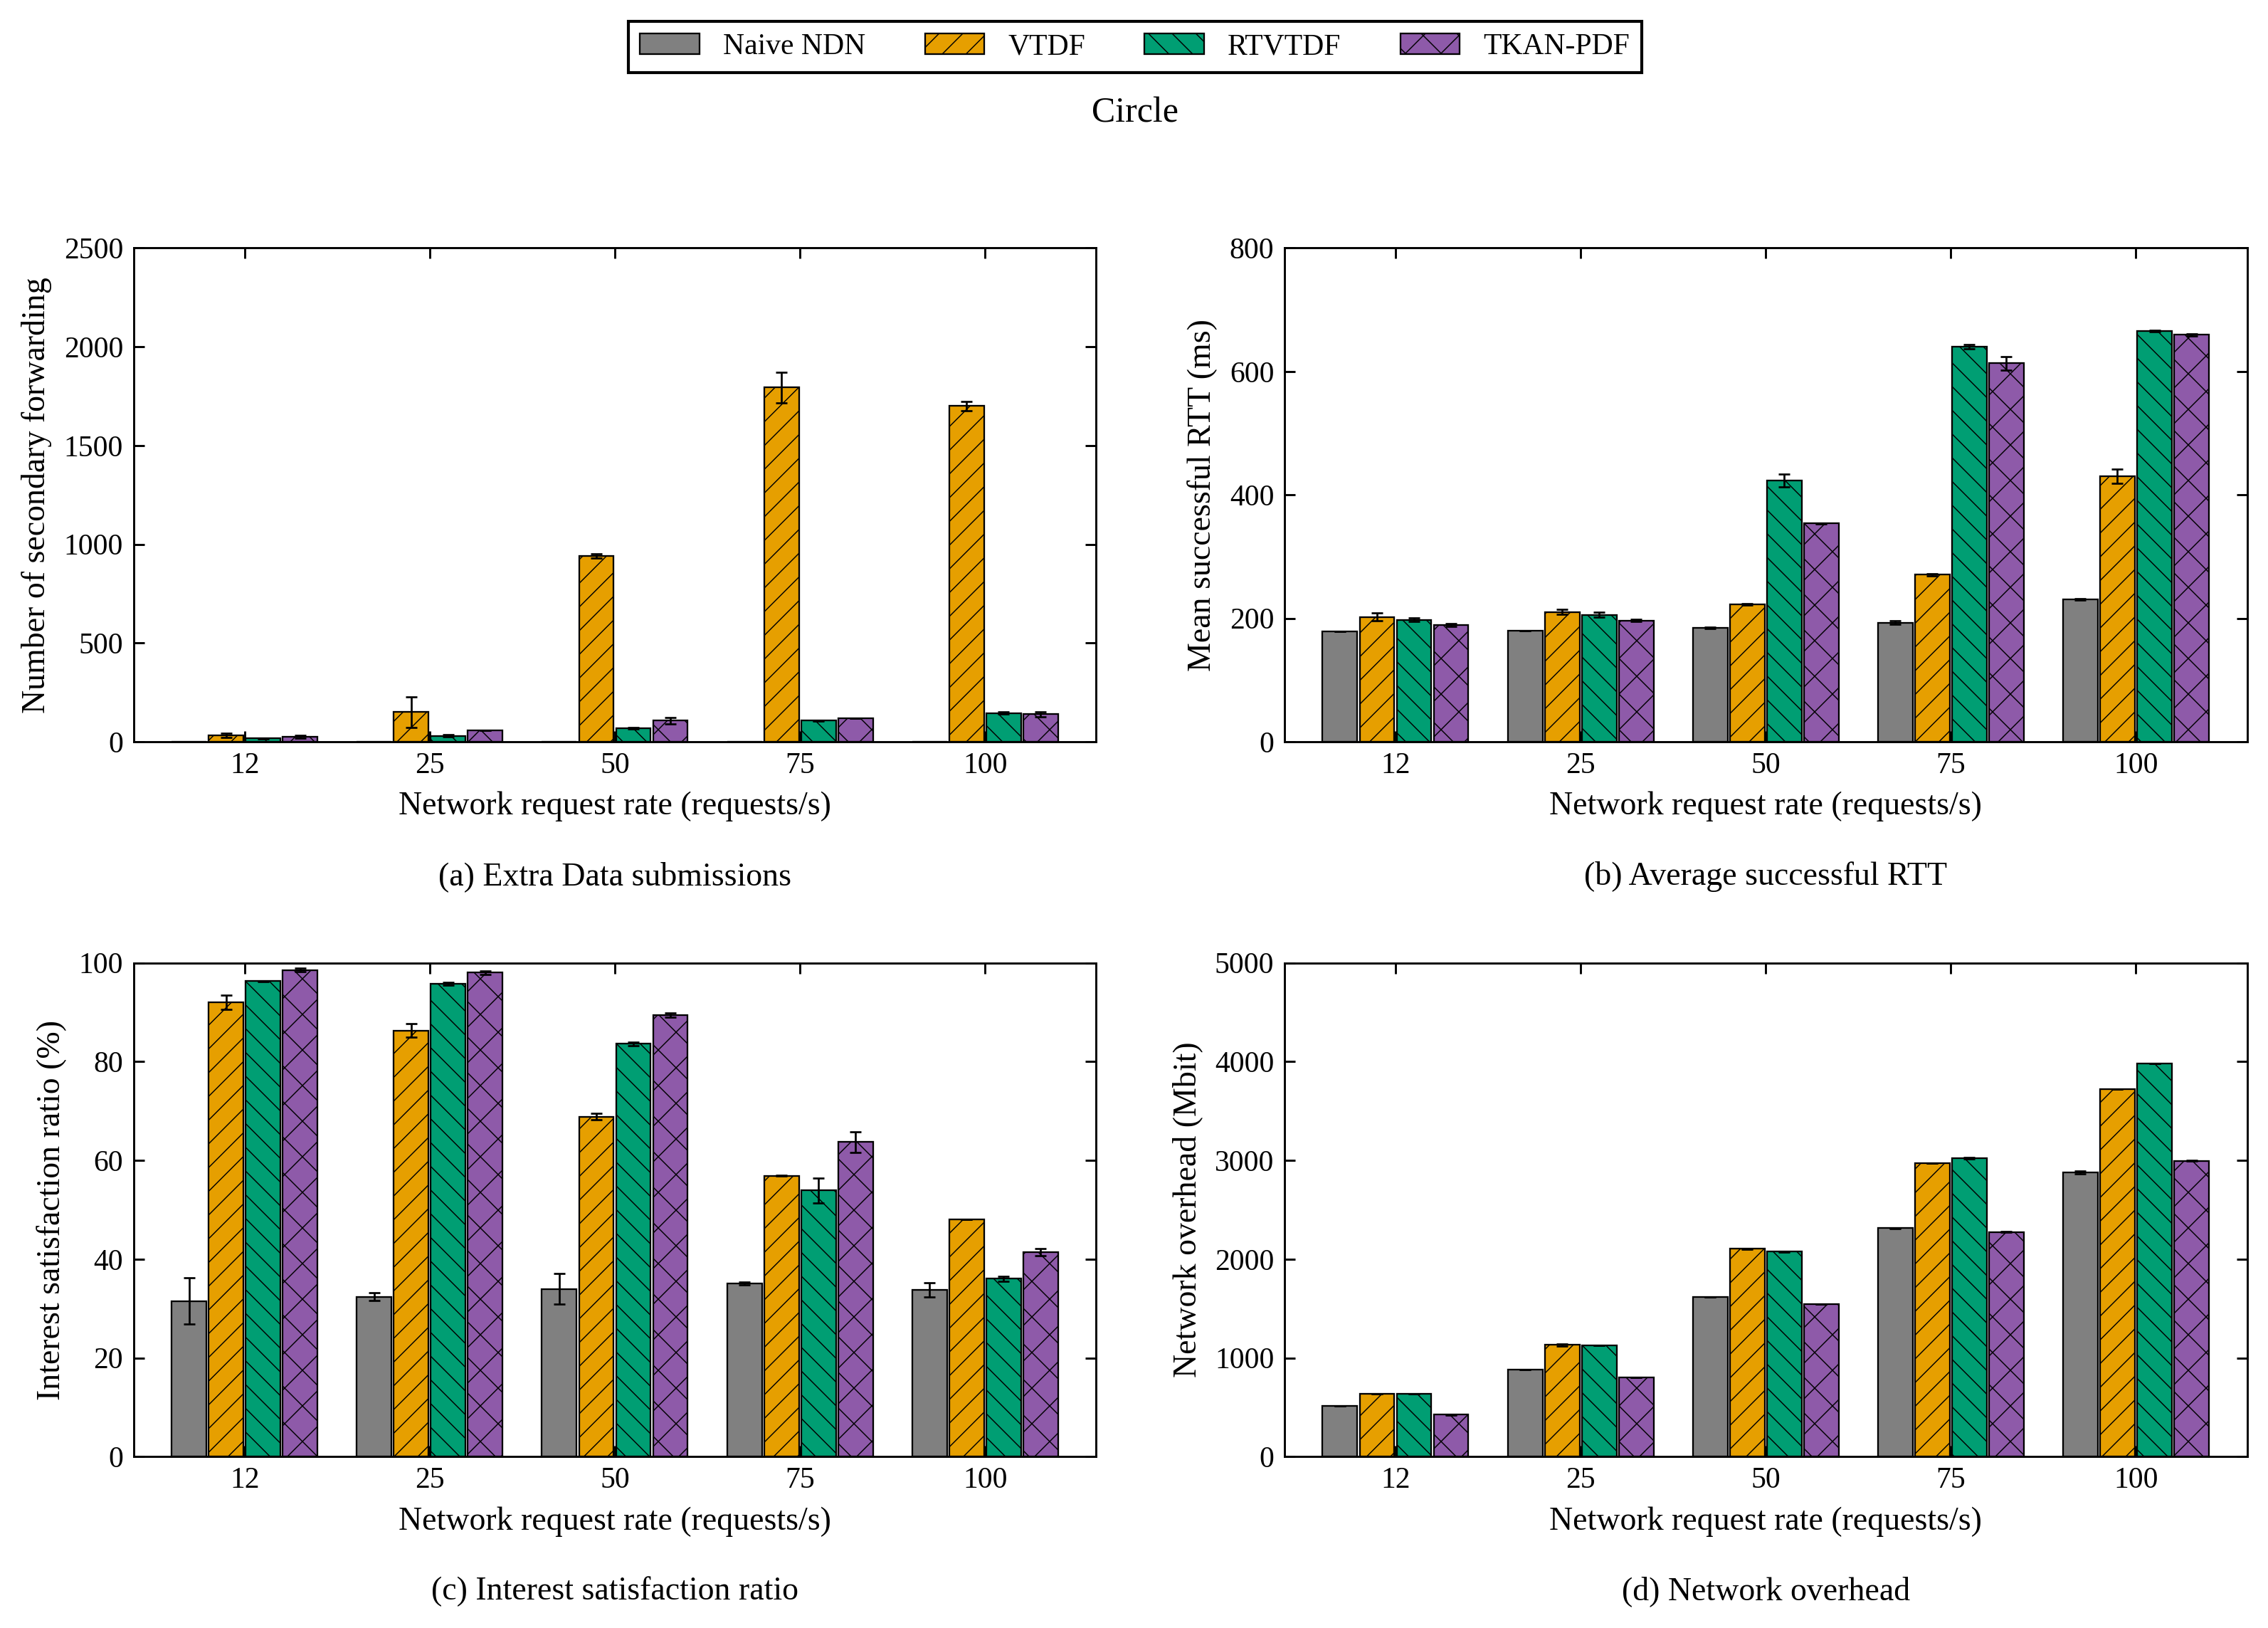 Naive NDN VTDF RTVTDF TKAN-PDF
Circle
Number of secondary forwarding
2500
2000
1500
1000
500
0
12 25 50 75 100
Network request rate (requests/s)
(a) Extra Data submissions
Mean successful RTT (ms)
800
600
400
200
0
12 25 50 75 100
Network request rate (requests/s)
(b) Average successful RTT
Interest satisfaction ratio (%)
100
80
60
40
20
0
12 25 50 75 100
Network request rate (requests/s)
(c) Interest satisfaction ratio
Network overhead (Mbit)
5000
4000
3000
2000
1000
0
12 25 50 75 100
Network request rate (requests/s)
(d) Network overhead